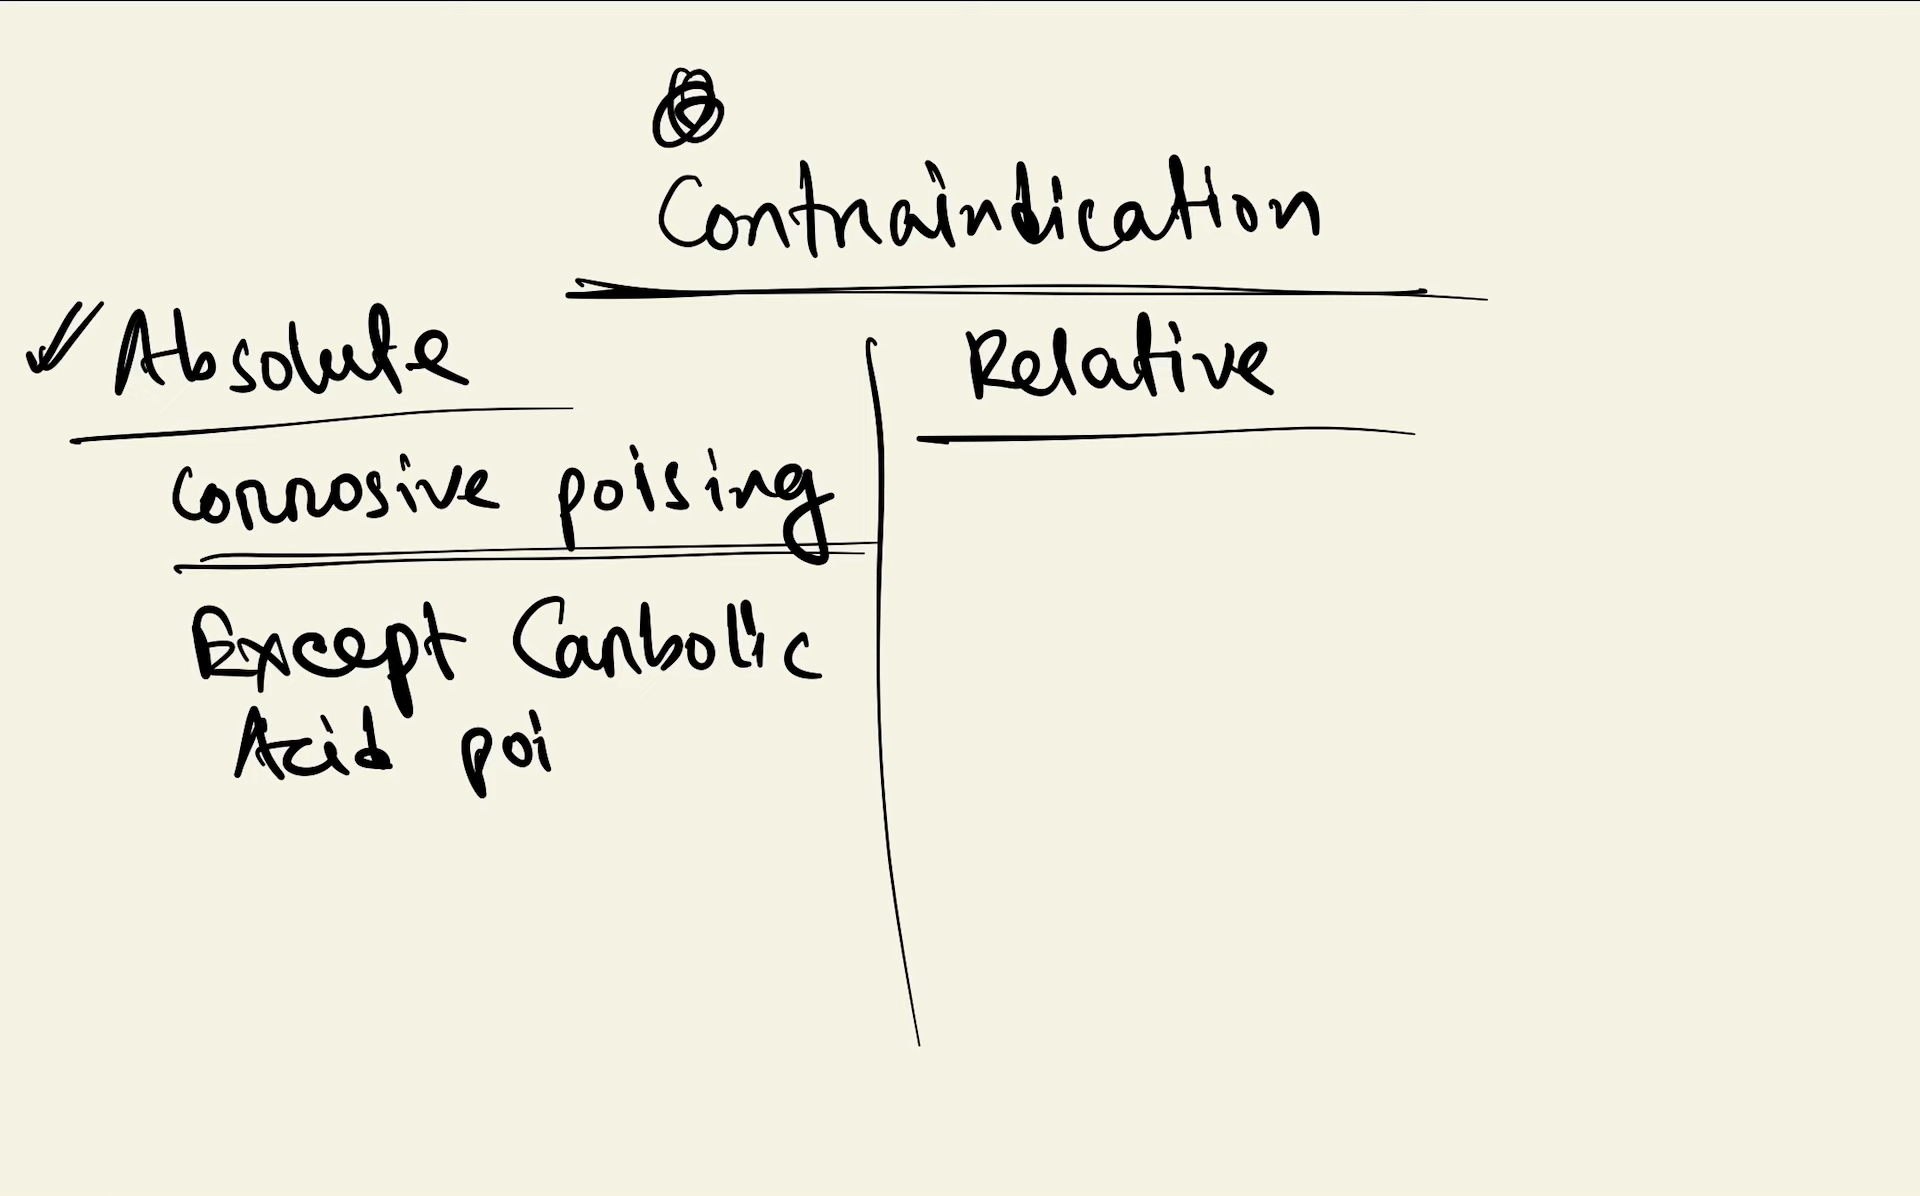 Contraindication
Absolute
Relative
Corrosive poising
Except Carbolic
Acid poi